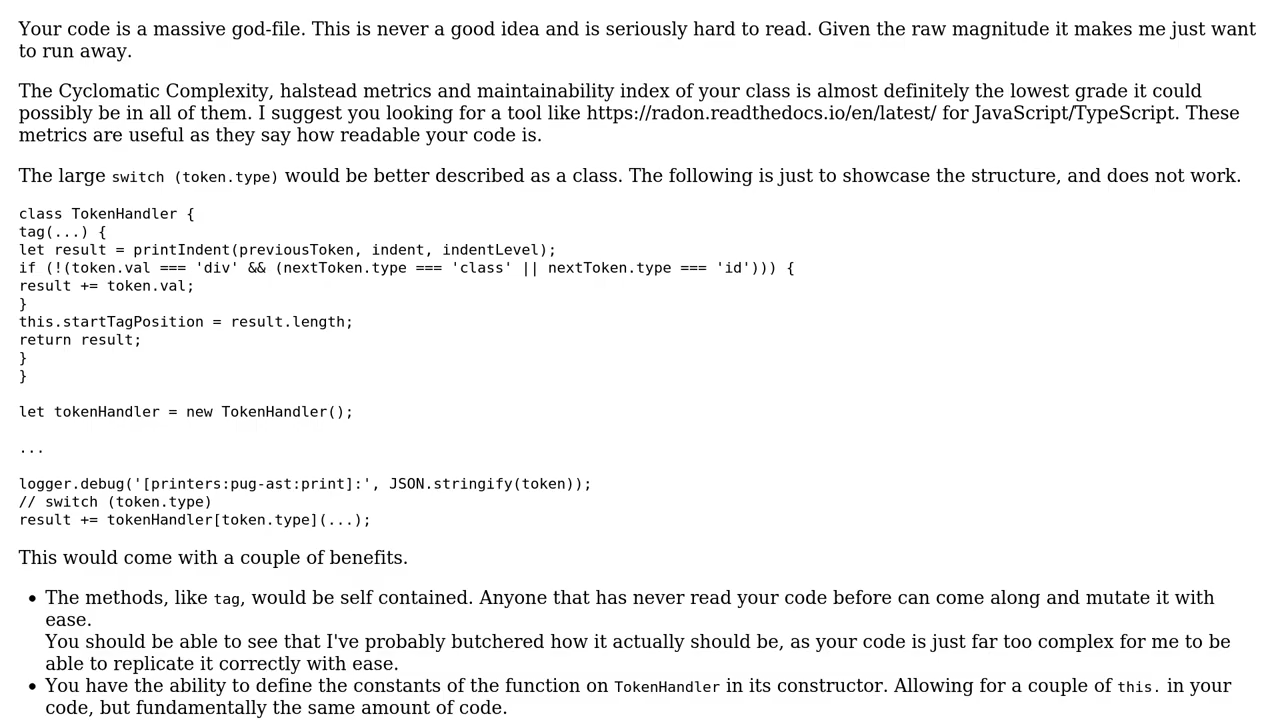 Your code is a massive god-file. This is never a good idea and is seriously hard to read. Given the raw magnitude it makes me just want
to run away.
The Cyclomatic Complexity, halstead metrics and maintainability index of your class is almost definitely the lowest grade it could
possibly be in all of them. I suggest you looking for a tool like https://radon.readthedocs.io/en/latest/ for JavaScript/TypeScript. These
metrics are useful as they say how readable your code is.
The large switch (token.type) would be better described as a class. The following is just to showcase the structure, and does not work.
class TokenHandler {
tag(...) {
let result = printIndent(previousToken, indent, indentLevel);
if (!(token.val === 'div' && (nextToken.type === 'class' || nextToken.type === 'id'))) {
result += token.val;
}
this.startTagPosition = result.length;
return result;
}
}
let tokenHandler = new TokenHandler();
...
logger.debug('[printers:pug-ast:print]:', JSON.stringify(token));
// switch (token.type)
result += tokenHandler[token.type](...);
This would come with a couple of benefits.
• The methods, like tag, would be self contained. Anyone that has never read your code before can come along and mutate it with
ease.
You should be able to see that I've probably butchered how it actually should be, as your code is just far too complex for me to be
able to replicate it correctly with ease.
• You have the ability to define the constants of the function on TokenHandler in its constructor. Allowing for a couple of this. in your
code, but fundamentally the same amount of code.